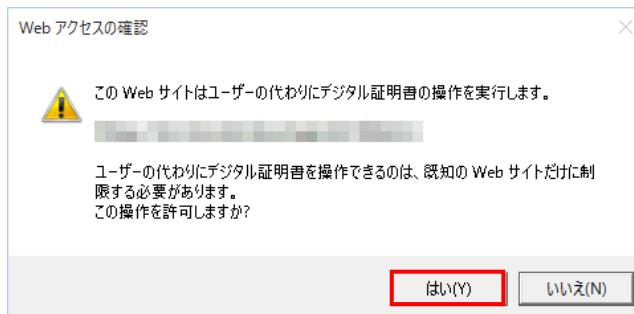 Web アクセスの確認
この Web サイトはユーザーの代わりにデジタル証明書の操作を実行します。
ユーザーの代わりにデジタル証明書を操作できるのは、既知の Web サイトだけに制
限する必要があります。
この操作を許可しますか?
はい(Y)
いいえ(N)